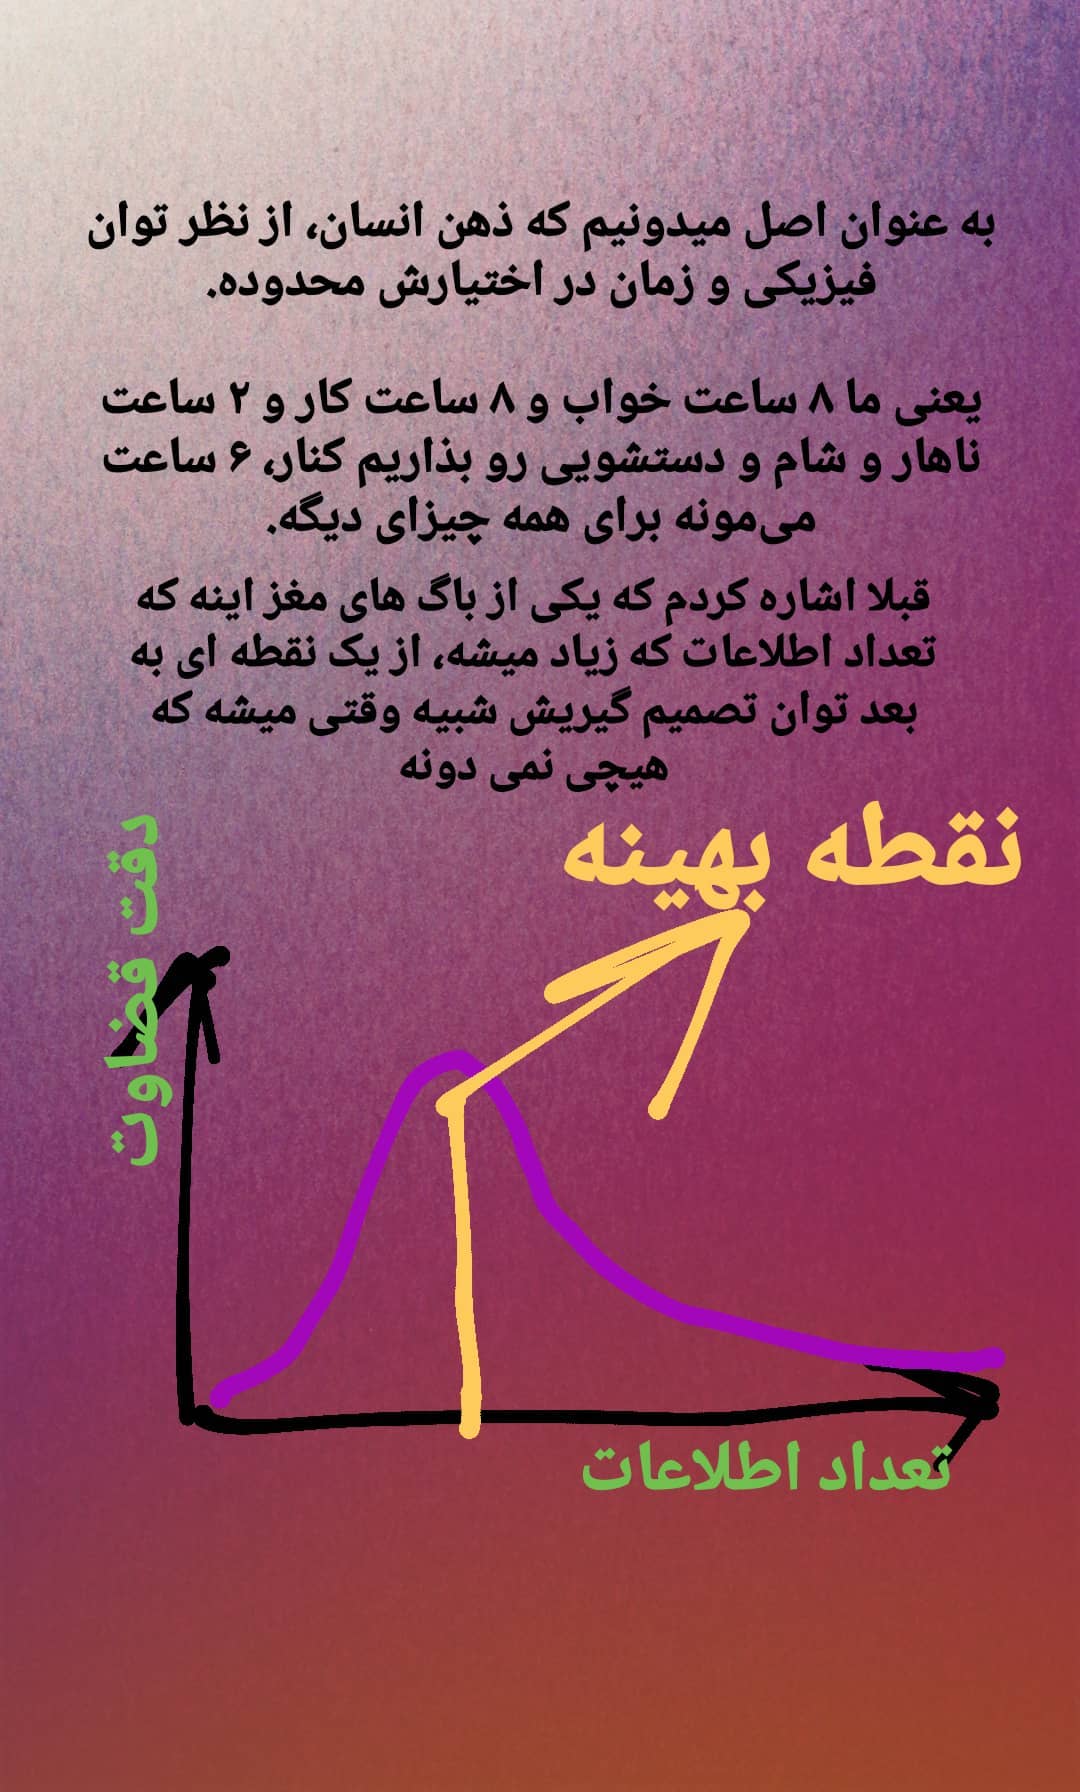 به عنوان اصل میدونیم که ذهن انسان، از نظر توان
فیزیکی و زمان در اختیارش محدوده.
یعنی ما ۸ ساعت خواب و ۸ ساعت کار و ۲ ساعت
ناهار و شام و دستشویی رو بذاریم کنار، ۶ ساعت
می‌مونه برای همه چیزای دیگه.
قبلا اشاره کردم که یکی از باگ های مغز اینه که
تعداد اطلاعات که زیاد میشه، از یک نقطه ای به
بعد توان تصمیم گیریش شبیه وقتی میشه که
هیچی نمی دونه
نقطه بهینه
دقت قضاوت
تعداد اطلاعات